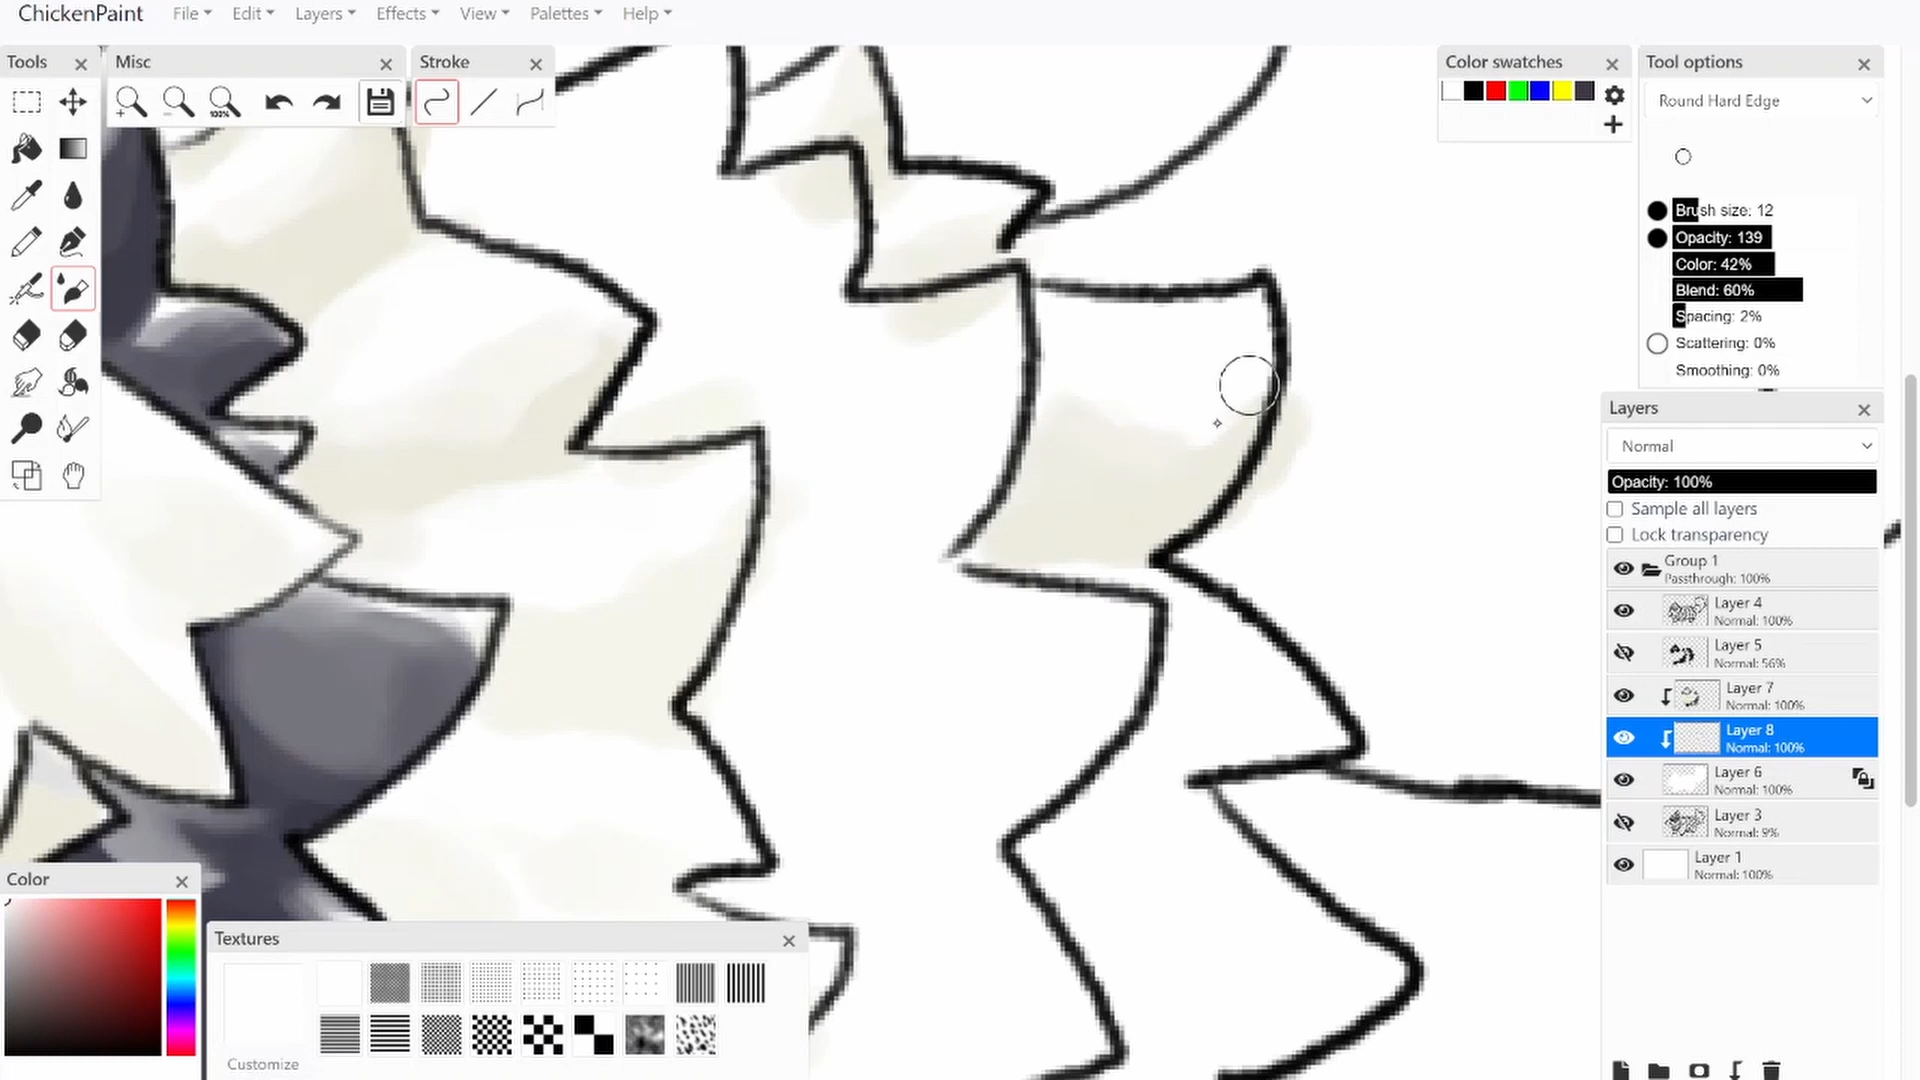 ChickenPaint File Edit Layers Effects View Palettes Help
Tools
Misc
Stroke
100%
Color swatches
Tool options
Round Hard Edge
Brush size: 12
Opacity: 139
Color: 42%
Blend: 60%
Spacing: 2%
Scattering: 0%
Smoothing: 0%
Layers
Normal
Opacity: 100%
Sample all layers
Lock transparency
Group 1
Passthrough: 100%
Layer 4
Normal: 100%
Layer 5
Normal: 56%
Layer 7
Normal: 100%
Layer 8
Normal: 100%
Layer 6
Normal: 100%
Layer 3
Normal: 9%
Layer 1
Normal: 100%
Color
Textures
Customize